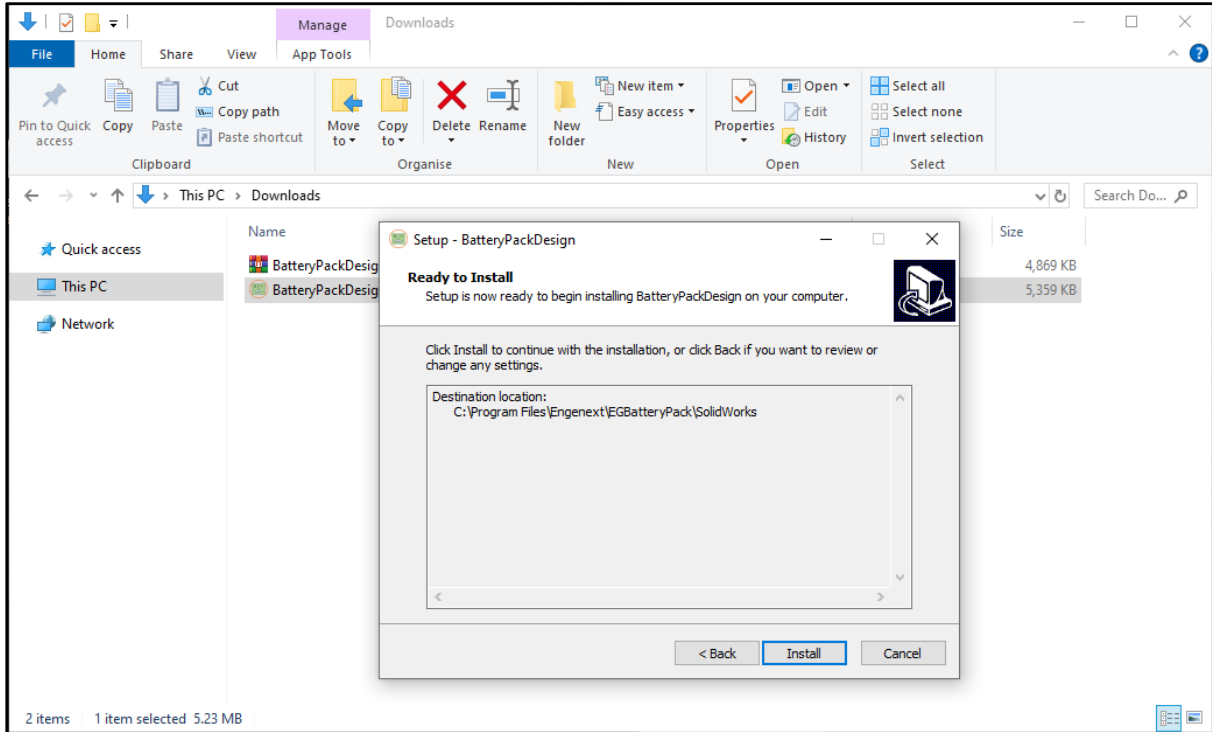 Manage Downloads
File Home Share View App Tools
Pin to Quick access
Copy
Paste
Cut
Copy path
Paste shortcut
Clipboard
Move to
Copy to
Delete
Rename
Organise
New folder
New item
Easy access
New
Properties
Open
Edit
History
Open
Select all
Select none
Invert selection
Select
This PC > Downloads
Search Do...
Quick access
This PC
Network
Name Size
BatteryPackDesig 4,869 KB
BatteryPackDesig 5,359 KB
Setup - BatteryPackDesign
Ready to Install
Setup is now ready to begin installing BatteryPackDesign on your computer.
Click Install to continue with the installation, or click Back if you want to review or
change any settings.
Destination location:
C:\Program Files\Engenext\EGBatteryPack\SolidWorks
< Back Install Cancel
2 items 1 item selected 5.23 MB